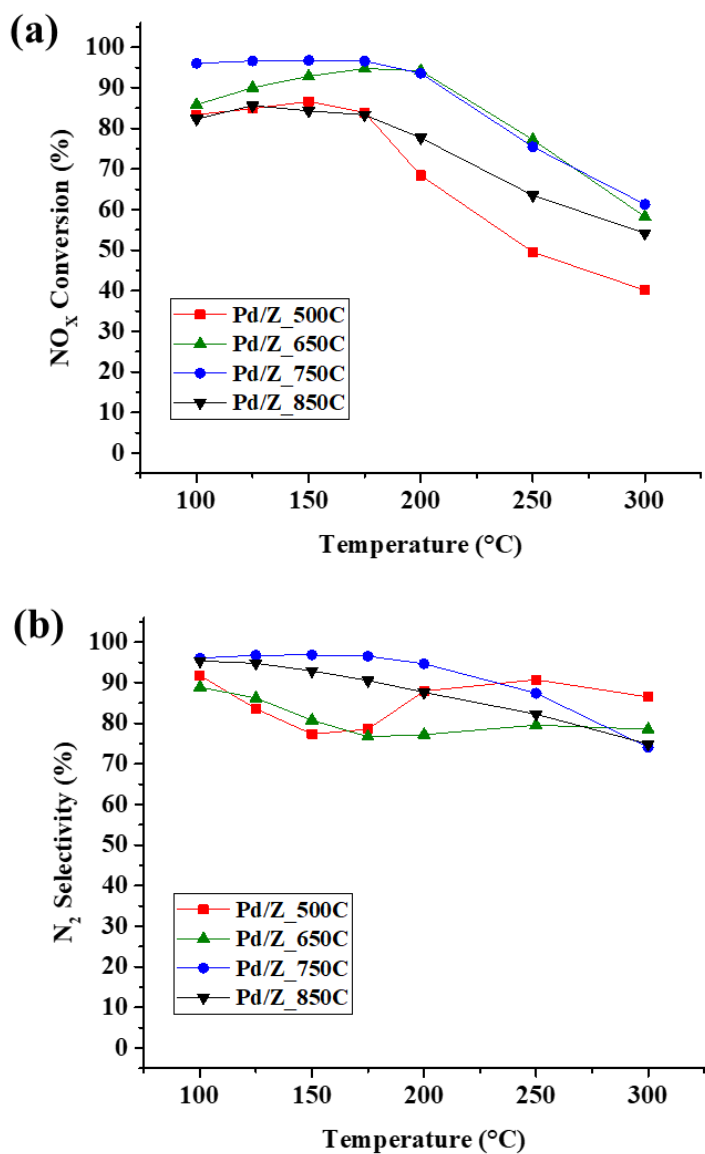 (a)
100
90
80
70
60
50
40
30
20
10
0
NOX Conversion (%)
Pd/Z_500C
Pd/Z_650C
Pd/Z_750C
Pd/Z_850C
100 150 200 250 300
Temperature (°C)
(b)
100
90
80
70
60
50
40
30
20
10
0
N2 Selectivity (%)
Pd/Z_500C
Pd/Z_650C
Pd/Z_750C
Pd/Z_850C
100 150 200 250 300
Temperature (°C)